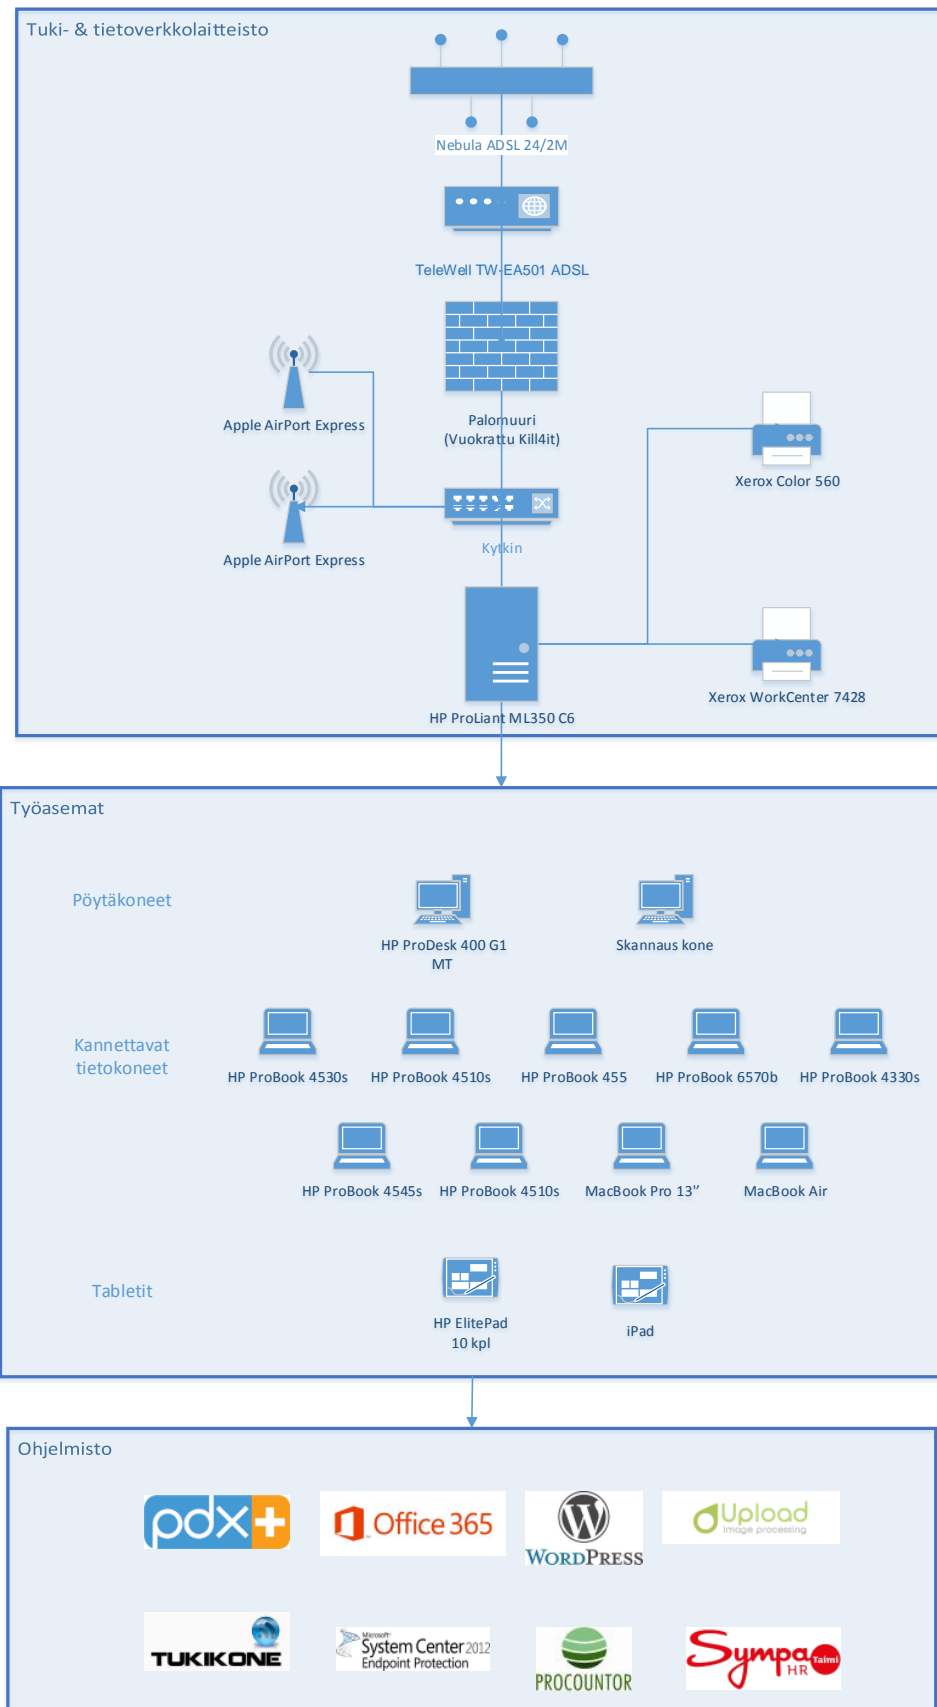 Tuki- & tietoverkkolaitteisto
Nebula ADSL 24/2M
TeleWell TW-EA501 ADSL
Palomuuri
(Vuokrattu Kill4it)
Apple AirPort Express
Apple AirPort Express
Kytkin
Xerox Color 560
Xerox WorkCenter 7428
HP ProLiant ML350 C6
Työasemat
Pöytäkoneet
HP ProDesk 400 G1
MT
Skannaus kone
Kannettavat
tietokoneet
HP ProBook 4530s
HP ProBook 4510s
HP ProBook 455
HP ProBook 6570b
HP ProBook 4330s
HP ProBook 4545s
HP ProBook 4510s
MacBook Pro 13’’
MacBook Air
Tabletit
HP ElitePad
10 kpl
iPad
Ohjelmisto
pdx+
Office 365
WORDPRESS
Upload
image processing
TUKIKONE
Microsoft
System Center 2012
Endpoint Protection
PROCOUNTOR
Sympa
HR
Taimi